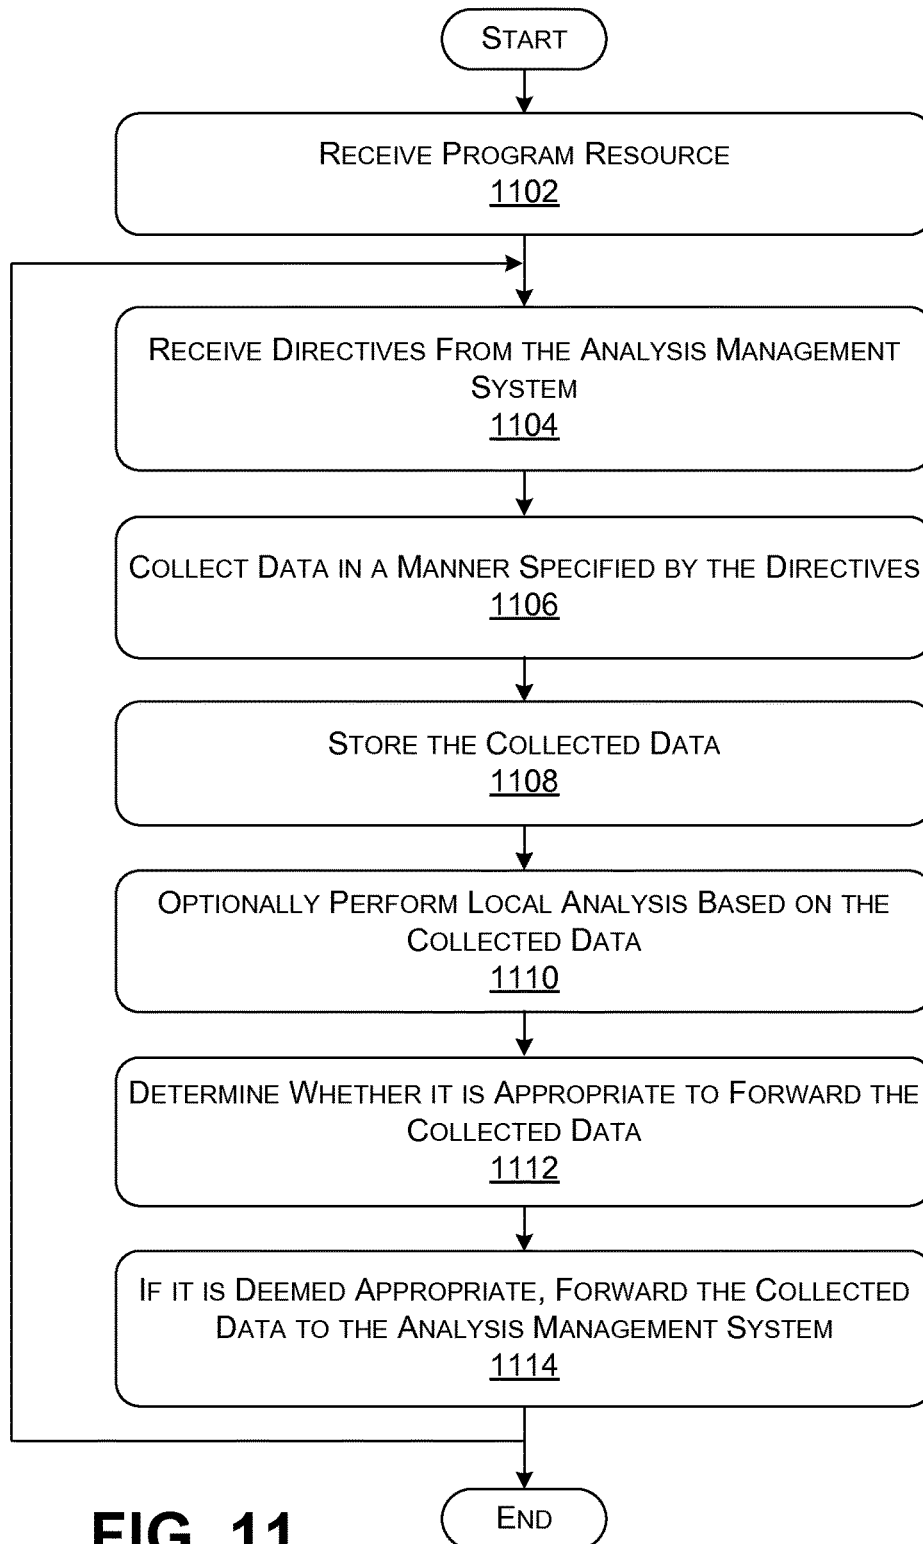 START
RECEIVE PROGRAM RESOURCE
1102
RECEIVE DIRECTIVES FROM THE ANALYSIS MANAGEMENT
SYSTEM
1104
COLLECT DATA IN A MANNER SPECIFIED BY THE DIRECTIVES
1106
STORE THE COLLECTED DATA
1108
OPTIONALLY PERFORM LOCAL ANALYSIS BASED ON THE
COLLECTED DATA
1110
DETERMINE WHETHER IT IS APPROPRIATE TO FORWARD THE
COLLECTED DATA
1112
IF IT IS DEEMED APPROPRIATE, FORWARD THE COLLECTED
DATA TO THE ANALYSIS MANAGEMENT SYSTEM
1114
END
FIG. 11